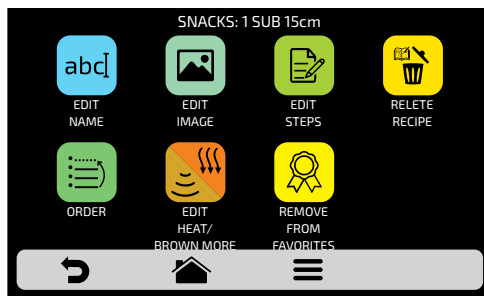 SNACKS: 1 SUB 15cm
abc
EDIT
NAME
EDIT
IMAGE
EDIT
STEPS
RELETE
RECIPE
ORDER
EDIT
HEAT/
BROWN MORE
REMOVE
FROM
FAVORITES